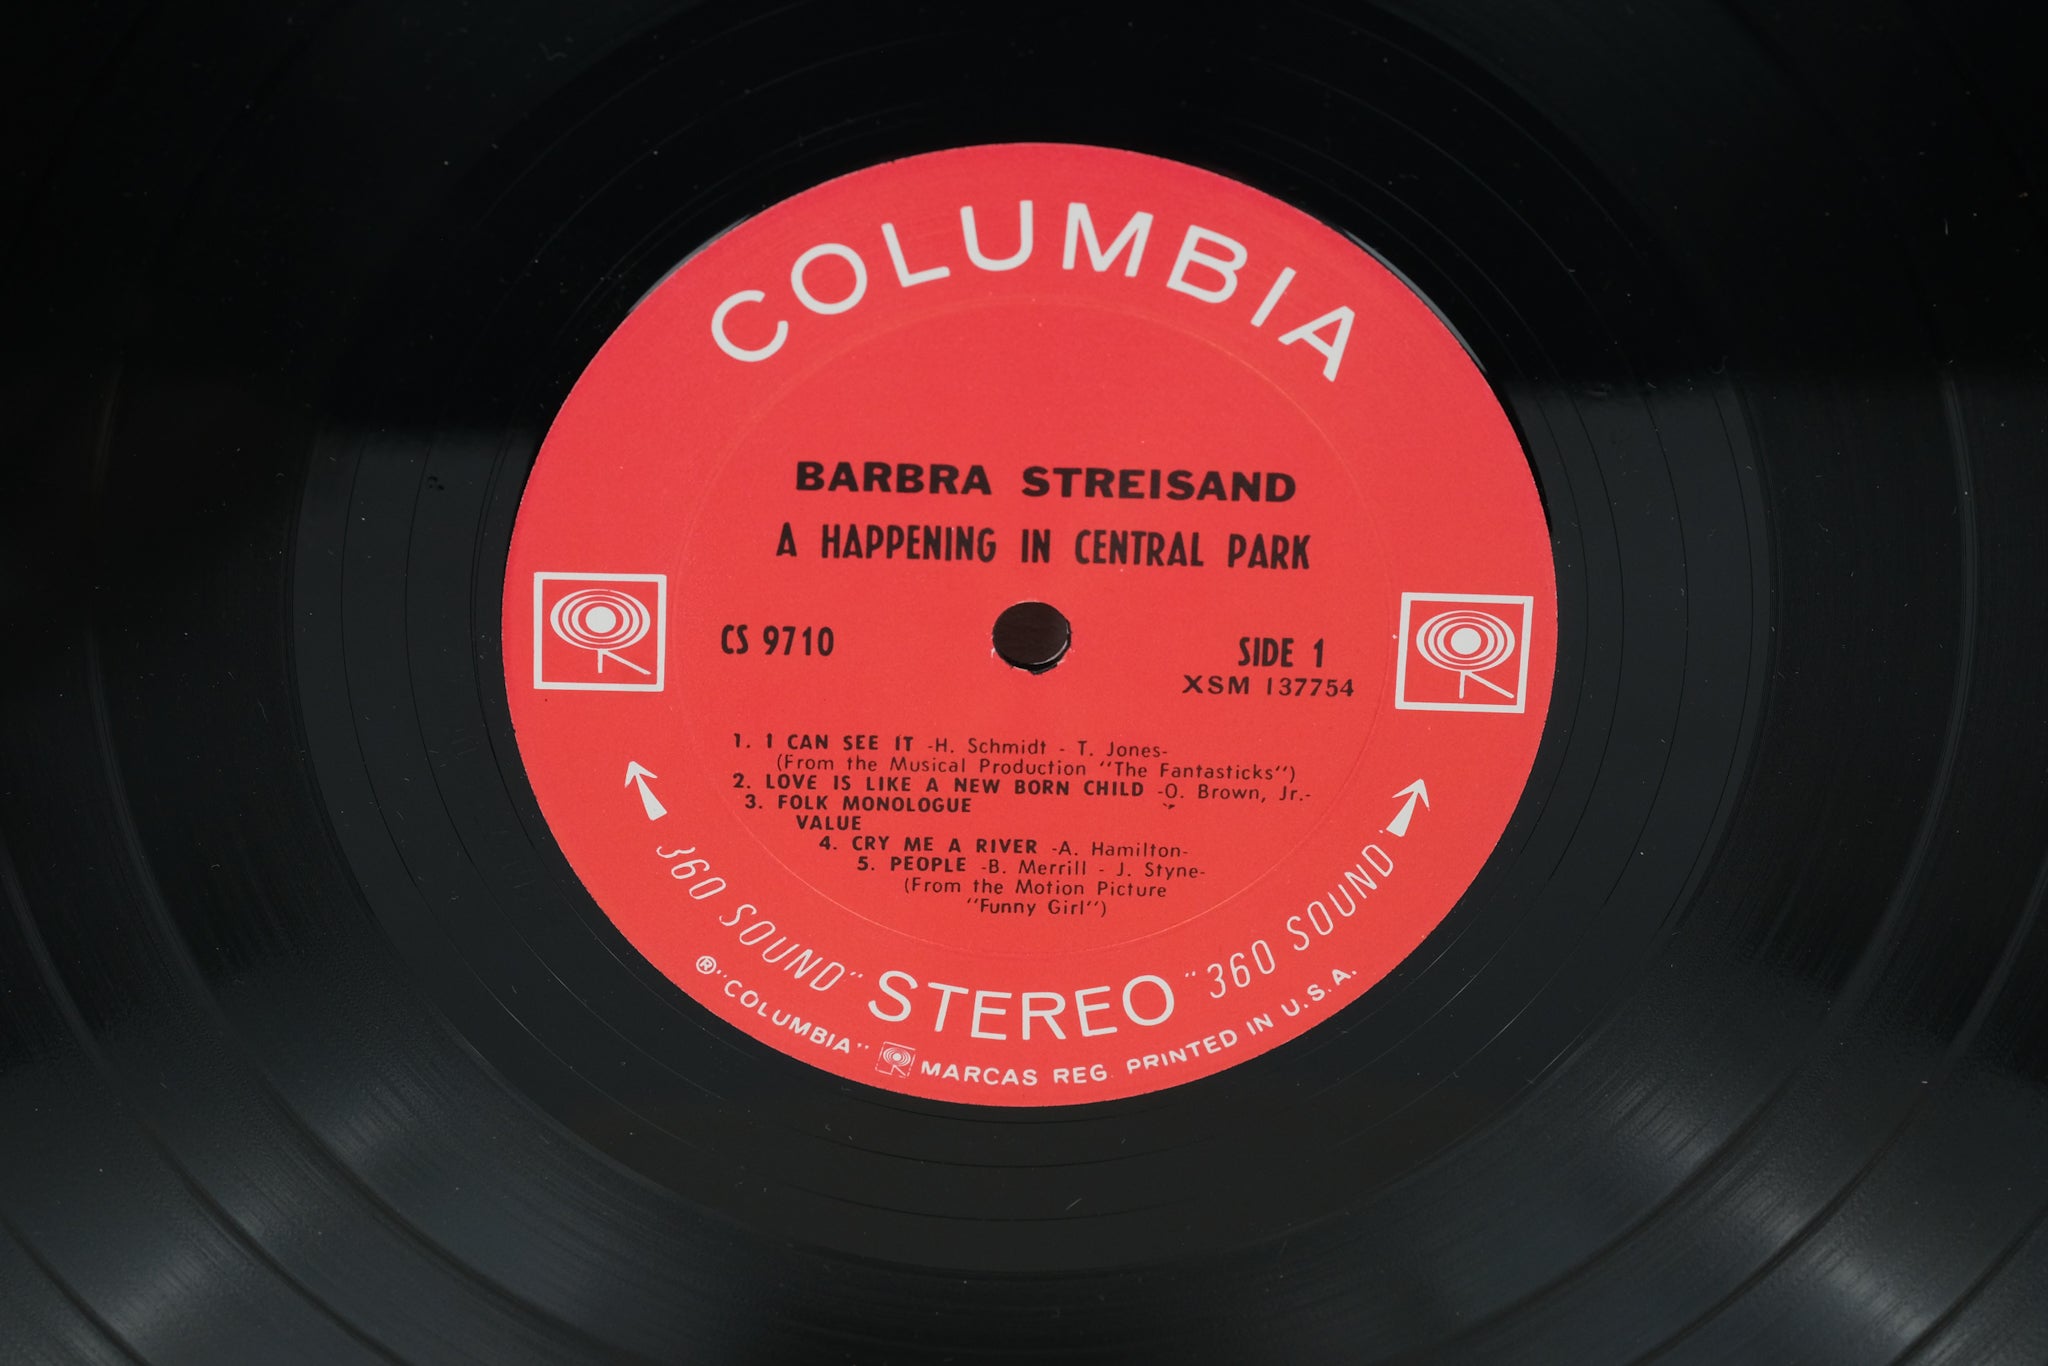 COLUMBIA
BARBRA STREISAND
A HAPPENING IN CENTRAL PARK
CS 9710
SIDE 1
XSM 137754
1. I CAN SEE IT -H. Schmidt - T. Jones-
(From the Musical Production "The Fantasticks")
2. LOVE IS LIKE A NEW BORN CHILD -O. Brown, Jr.-
3. FOLK MONOLOGUE
VALUE
4. CRY ME A RIVER -A. Hamilton-
5. PEOPLE -B. Merrill - J. Styne-
(From the Motion Picture
"Funny Girl")
"360 SOUND" STEREO "360 SOUND"
® "COLUMBIA" MARCAS REG. PRINTED IN U.S.A.